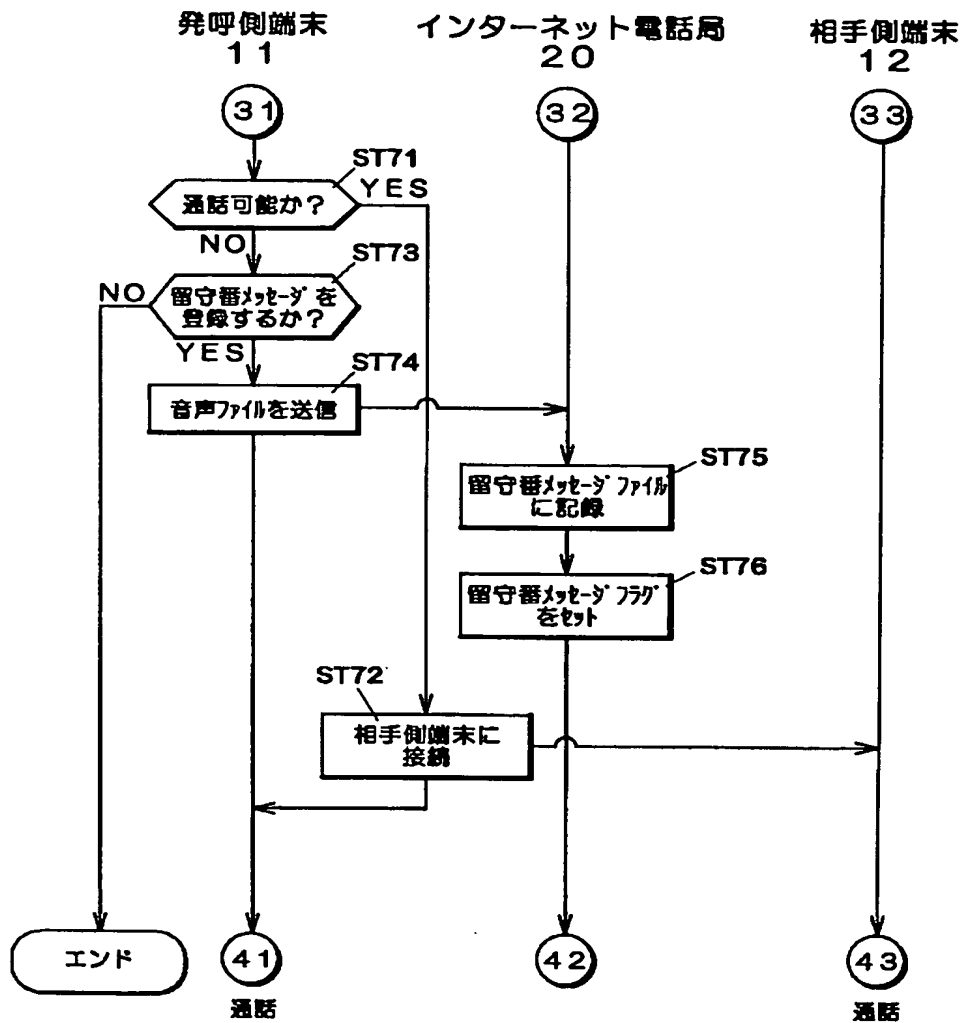 発呼側端末
11
インターネット電話局
20
相手側端末
12
31
32
33
ST71
通話可能か?
YES
NO
ST73
留守番メッセージを
登録するか?
NO
YES
ST74
音声ファイルを送信
ST75
留守番メッセージファイル
に記録
ST76
留守番メッセージフラグ
をセット
ST72
相手側端末に
接続
エンド
41
42
43
通話
通話